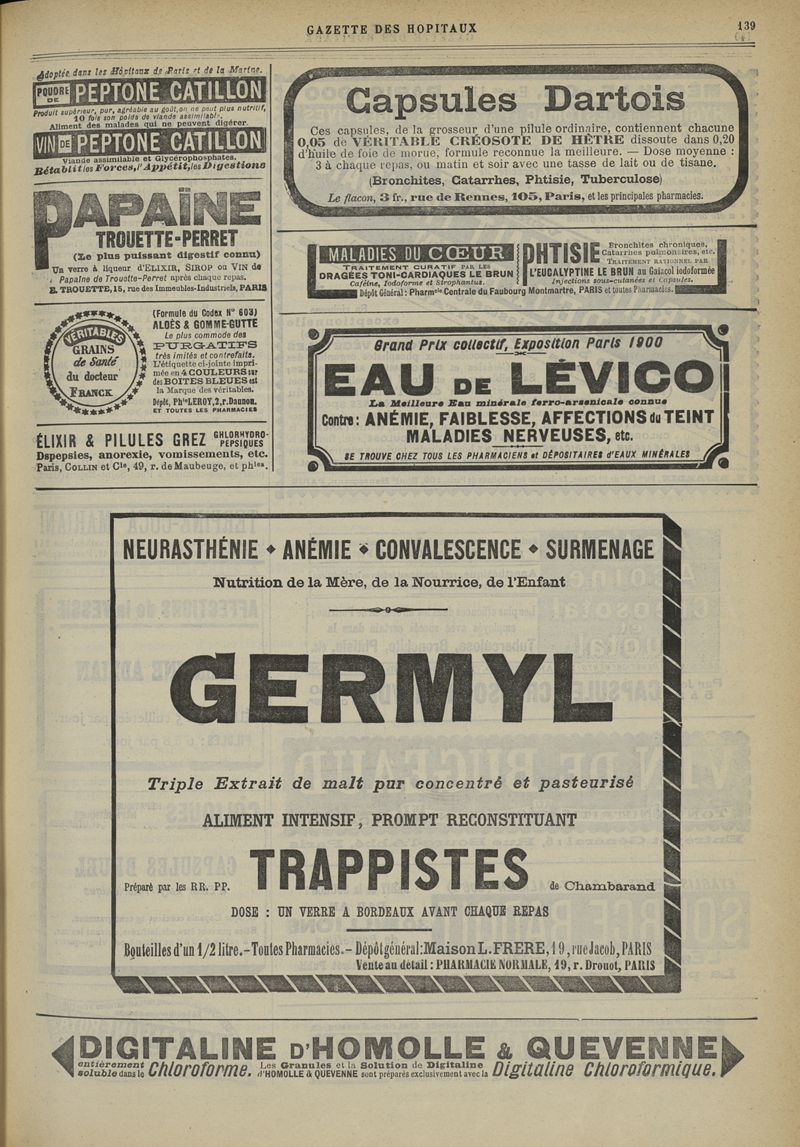 GAZETTE DES HOPITAUX
139
Adoptée dans les Hôpitaux de Paris et de la Marine.
POUDRE DE PEPTONE CATILLON
Produit supérieur, pur, agréable au goût, on ne peut plus nutritif,
10 fois son poids de viande assimilable.
Aliment des malades qui ne peuvent digérer.
VIN DE PEPTONE CATILLON
Viande assimilable et Glycérophosphates.
Rétablit les Forces, l'Appétit, les Digestions
PAPAÏNE
TROUETTE-PERRET
(Le plus puissant digestif connu)
Un verre à liqueur d'ELIXIR, SIROP ou VIN de
Papaïne de Trouette-Perret après chaque repas.
E. TROUETTE, 15, rue des Immeubles-Industriels, PARIS
VÉRITABLES
GRAINS
de Santé
du docteur
FRANCK
(Formule du Codex N° 603)
ALOÈS & GOMME-GUTTE
Le plus commode des
PURGATIFS
très imités et contrefaits.
L'étiquette ci-jointe impri-
mée en 4 COULEURS sur
des BOITES BLEUES est
la Marque des véritables.
Dépôt, Phie LEROY, 2, r. Daunou.
ET TOUTES LES PHARMACIES
ÉLIXIR & PILULES GREZ CHLORHYDRO-PEPSIQUES
Dspepsies, anorexie, vomissements, etc.
Paris, COLLIN et Cie, 49, r. de Maubeuge, et phies.
Capsules Dartois
Ces capsules, de la grosseur d'une pilule ordinaire, contiennent chacune
0,05 de VÉRITABLE CRÉOSOTE DE HÊTRE dissoute dans 0,20
d'huile de foie de morue, formule reconnue la meilleure. — Dose moyenne :
3 à chaque repas, ou matin et soir avec une tasse de lait ou de tisane.
(Bronchites, Catarrhes, Phtisie, Tuberculose)
Le flacon, 3 fr., rue de Rennes, 105, Paris, et les principales pharmacies.
MALADIES DU CŒUR
TRAITEMENT CURATIF PAR LES
DRAGÉES TONI-CARDIAQUES LE BRUN
Caféine, Iodoforme et Strophantus.
PHTISIE
Bronchites chroniques,
Catarrhes pulmonaires, etc.
TRAITEMENT RATIONNEL PAR
L'EUCALYPTINE LE BRUN au Gaïacol iodoformée
Injections sous-cutanées et Capsules.
Dépôt Général : Pharmcie Centrale du Faubourg Montmartre, PARIS et toutes Pharmacies.
Grand Prix collectif, Exposition Paris 1900
EAU DE LÉVICO
La Meilleure Eau minérale ferro-arsenicale connue
Contre : ANÉMIE, FAIBLESSE, AFFECTIONS du TEINT
MALADIES NERVEUSES, etc.
SE TROUVE CHEZ TOUS LES PHARMACIENS et DÉPOSITAIRES d'EAUX MINÉRALES
NEURASTHÉNIE ◆ ANÉMIE ◆ CONVALESCENCE ◆ SURMENAGE
Nutrition de la Mère, de la Nourrice, de l'Enfant
GERMYL
Triple Extrait de malt pur concentré et pasteurisé
ALIMENT INTENSIF, PROMPT RECONSTITUANT
Préparé par les RR. PP. TRAPPISTES de Chambarand
DOSE : UN VERRE A BORDEAUX AVANT CHAQUE REPAS
Bouteilles d'un 1/2 litre.-Toutes Pharmacies.- Dépôt général: Maison L. FRERE, 19, rue Jacob, PARIS
Vente au détail : PHARMACIE NORMALE, 19, r. Drouot, PARIS
DIGITALINE D'HOMOLLE & QUEVENNE
entièrement soluble dans le Chloroforme. Les Granules et la Solution de Digitaline d'HOMOLLE & QUEVENNE sont préparés exclusivement avec la Digitaline Chloroformique.